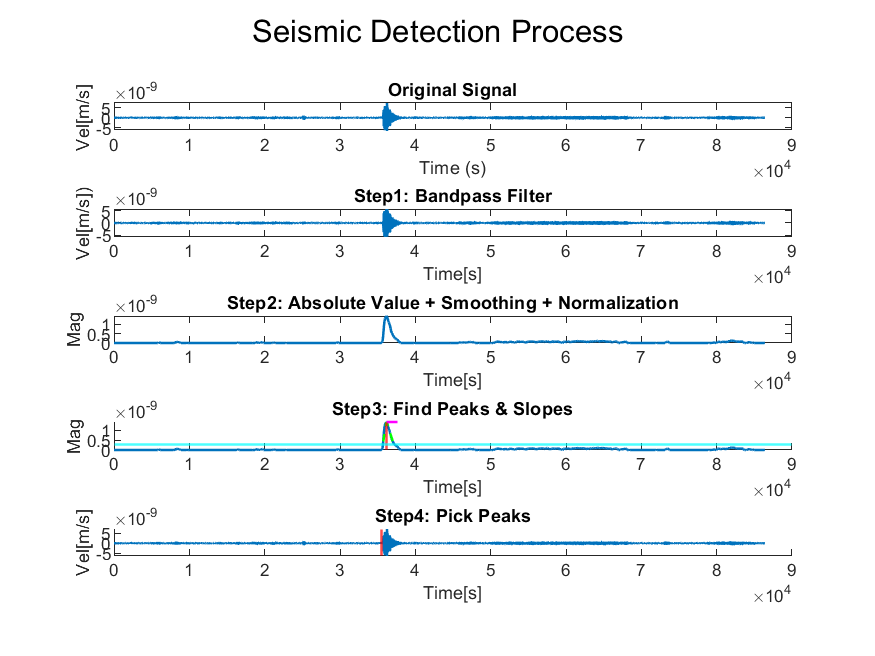 Seismic Detection Process
×10-9
Original Signal
Vel[m/s]
5
0
-5
0 1 2 3 4 5 6 7 8 9
Time (s)
×104
×10-9
Step1: Bandpass Filter
Vel[m/s])
5
0
-5
0 1 2 3 4 5 6 7 8 9
Time[s]
×104
×10-9
Step2: Absolute Value + Smoothing + Normalization
Mag
1
0.5
0
0 1 2 3 4 5 6 7 8 9
Time[s]
×104
×10-9
Step3: Find Peaks & Slopes
Mag
1
0.5
0
0 1 2 3 4 5 6 7 8 9
Time[s]
×104
×10-9
Step4: Pick Peaks
Vel[m/s]
5
0
-5
0 1 2 3 4 5 6 7 8 9
Time[s]
×104